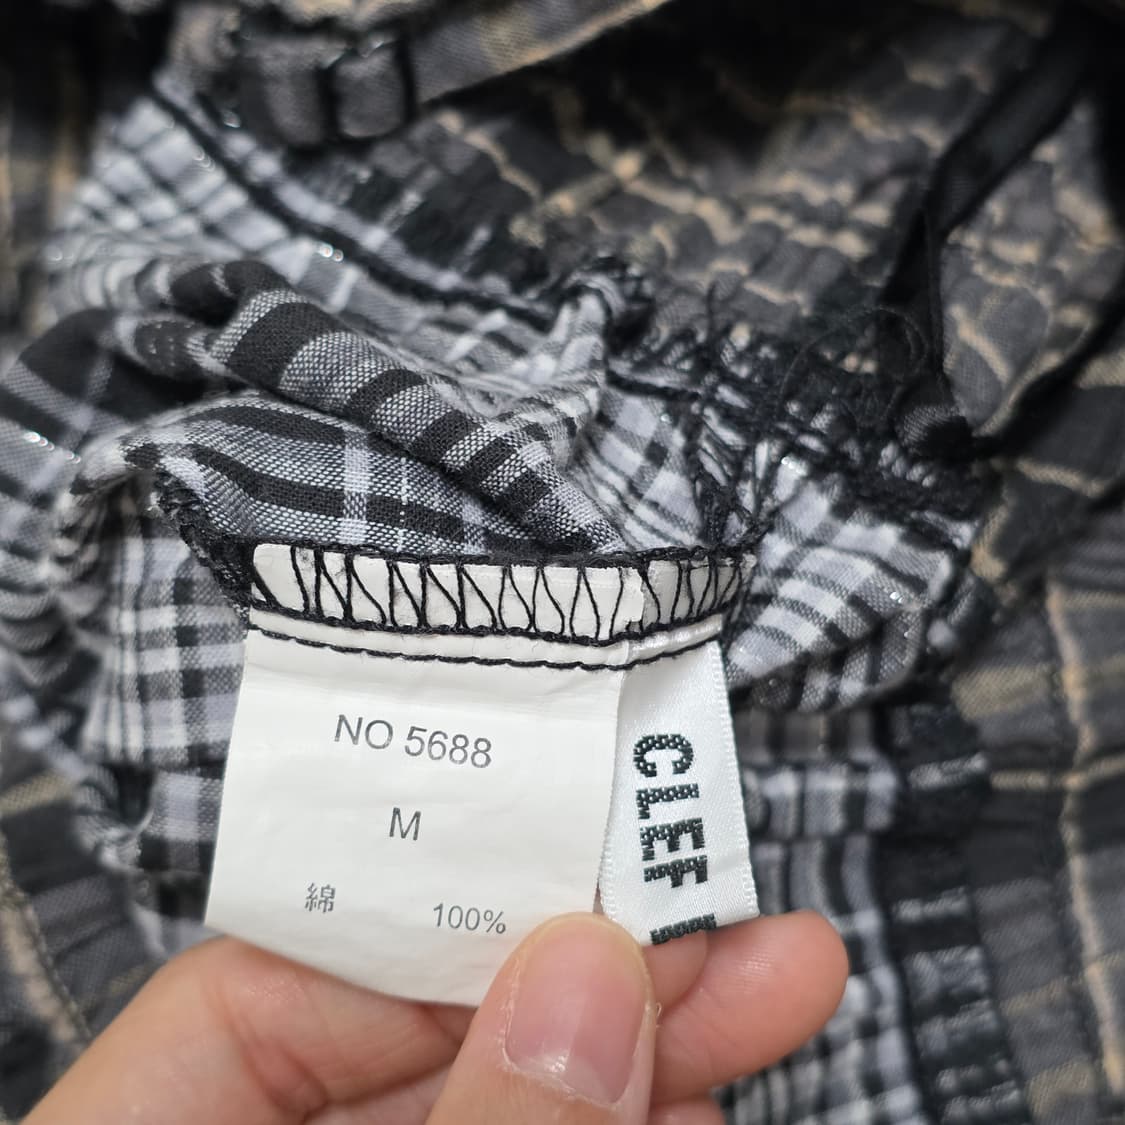 NO 5688
M
綿 100%
CLEF